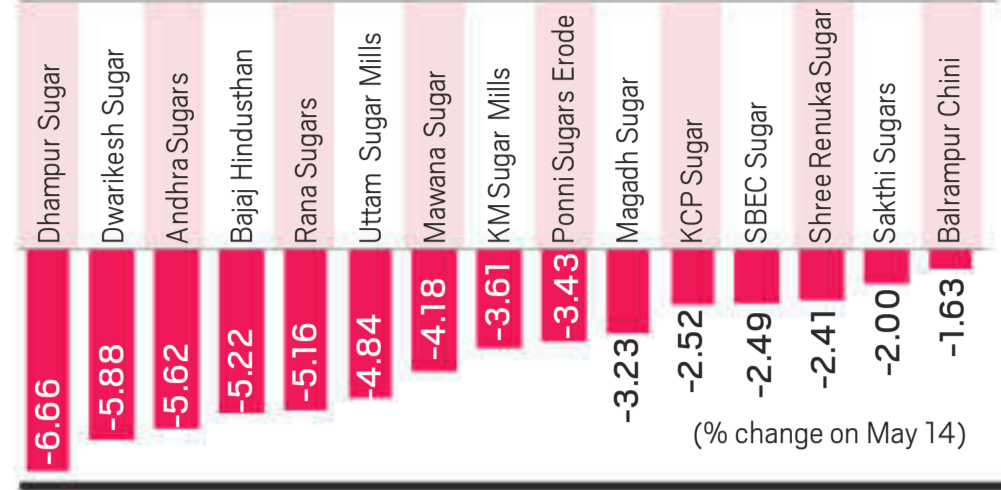 Dhampur Sugar
Dwarikesh Sugar
Andhra Sugars
Bajaj Hindusthan
Rana Sugars
Uttam Sugar Mills
Mawana Sugar
KM Sugar Mills
Ponni Sugars Erode
Magadh Sugar
KCP Sugar
SBEC Sugar
Shree Renuka Sugar
Sakthi Sugars
Balrampur Chini
-6.66
-5.88
-5.62
-5.22
-5.16
-4.84
-4.18
-3.61
-3.43
-3.23
-2.52
-2.49
-2.41
-2.00
-1.63
(% change on May 14)